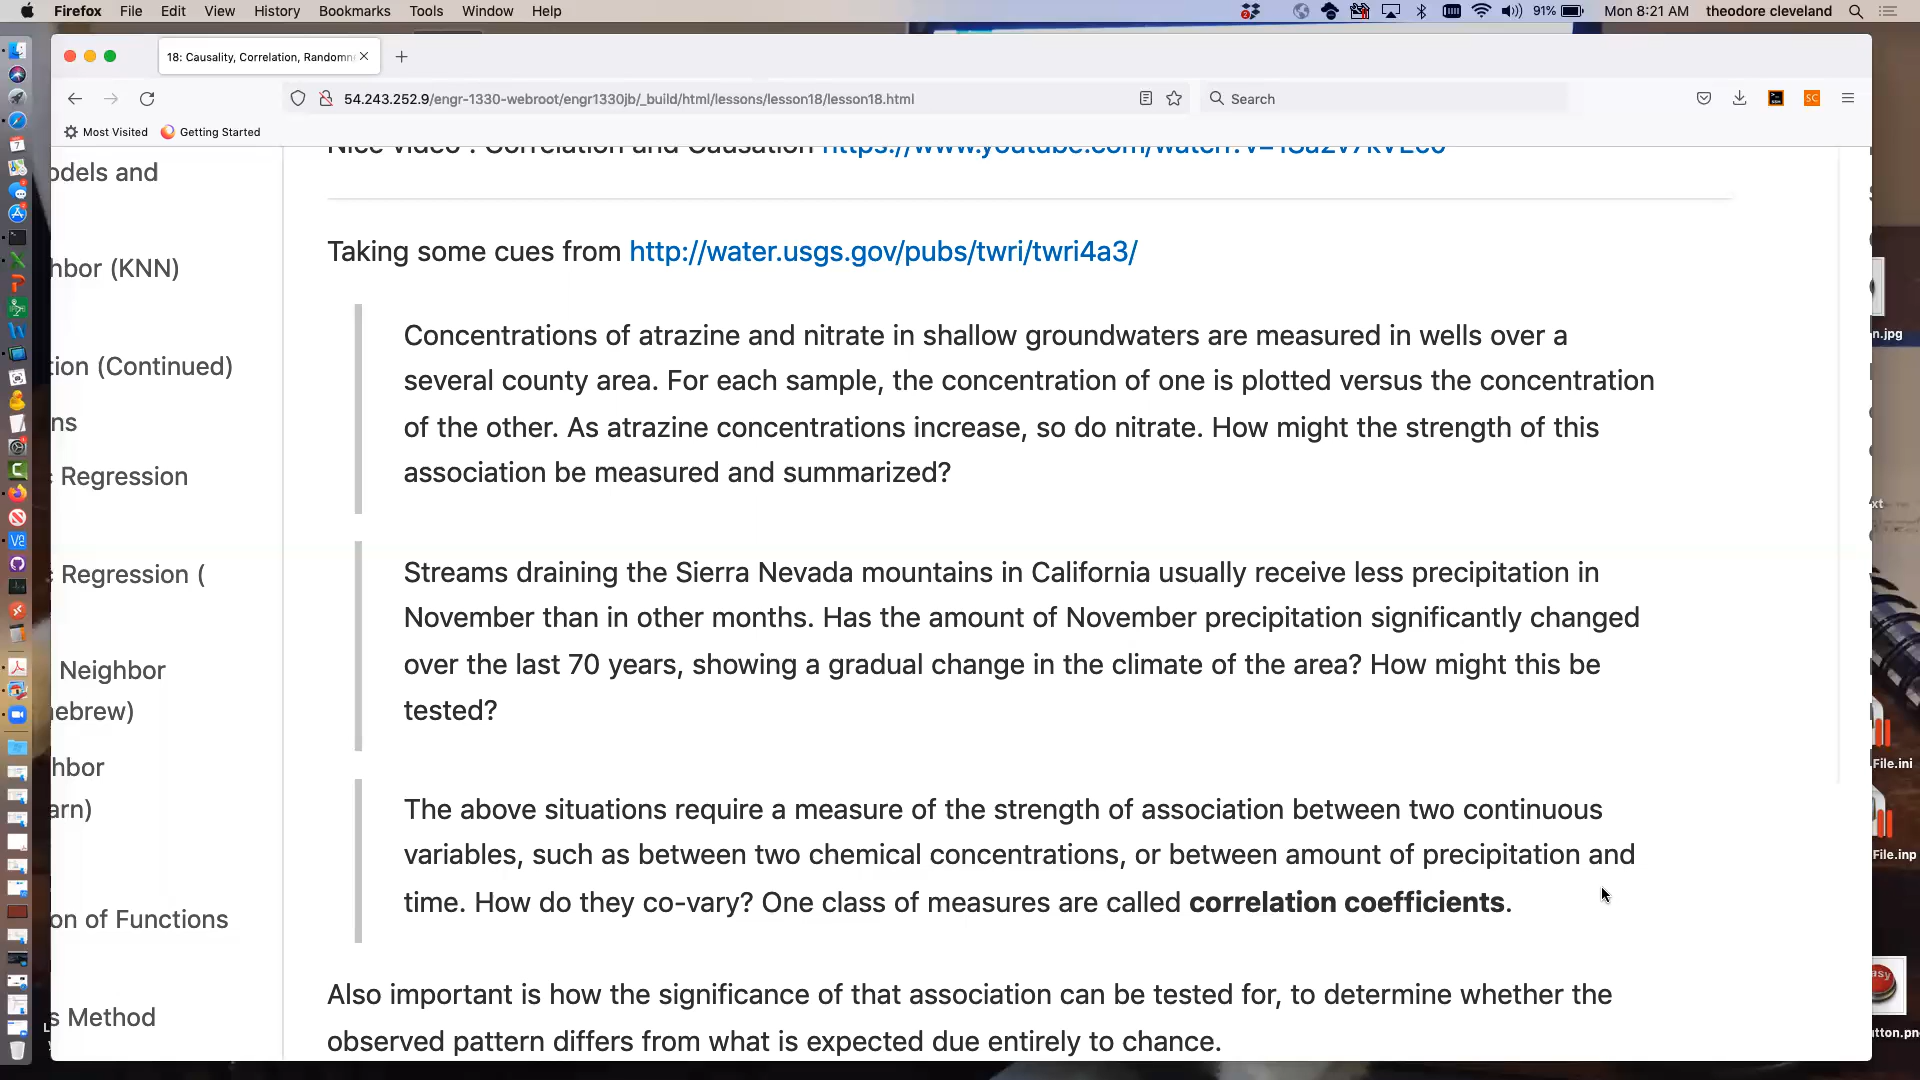 Firefox File Edit View History Bookmarks Tools Window Help 91% Mon 8:21 AM theodore cleveland
18: Causality, Correlation, Randomn
54.243.252.9/engr-1330-webroot/engr1330jb/_build/html/lessons/lesson18/lesson18.html
Search
Most Visited Getting Started
odels and
hbor (KNN)
tion (Continued)
ns
Regression
Regression (
Neighbor
ebrew)
hbor
arn)
on of Functions
s Method
Nice video : Correlation and Causation
Taking some cues from http://water.usgs.gov/pubs/twri/twri4a3/
Concentrations of atrazine and nitrate in shallow groundwaters are measured in wells over a
several county area. For each sample, the concentration of one is plotted versus the concentration
of the other. As atrazine concentrations increase, so do nitrate. How might the strength of this
association be measured and summarized?
Streams draining the Sierra Nevada mountains in California usually receive less precipitation in
November than in other months. Has the amount of November precipitation significantly changed
over the last 70 years, showing a gradual change in the climate of the area? How might this be
tested?
The above situations require a measure of the strength of association between two continuous
variables, such as between two chemical concentrations, or between amount of precipitation and
time. How do they co-vary? One class of measures are called correlation coefficients.
Also important is how the significance of that association can be tested for, to determine whether the
observed pattern differs from what is expected due entirely to chance.
n.jpg
xt
File.ini
File.inp
tton.pn